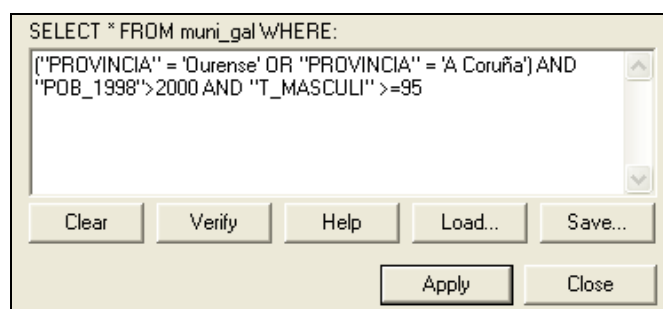 SELECT * FROM muni_gal WHERE:
("PROVINCIA" = 'Ourense' OR "PROVINCIA" = 'A Coruña') AND
"POB_1998">2000 AND "T_MASCULI" >=95
Clear Verify Help Load... Save...
Apply Close